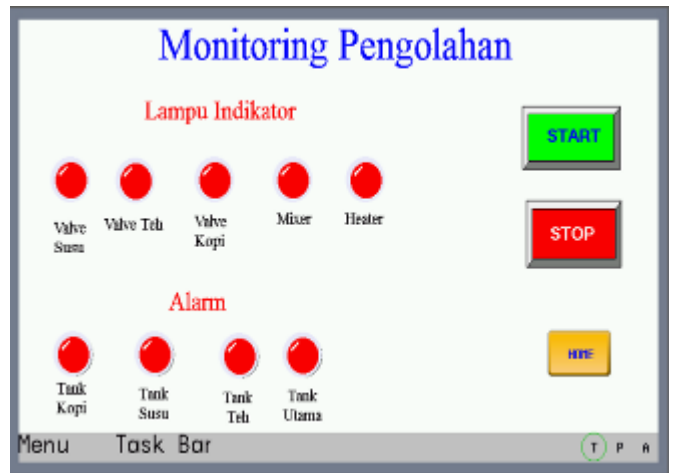 Monitoring Pengolahan
Lampu Indikator
START
Valve Susu
Valve Teh
Valve Kopi
Mixer
Heater
STOP
Alarm
HOME
Tank Kopi
Tank Susu
Tank Teh
Tank Utama
Menu Task Bar
T P A